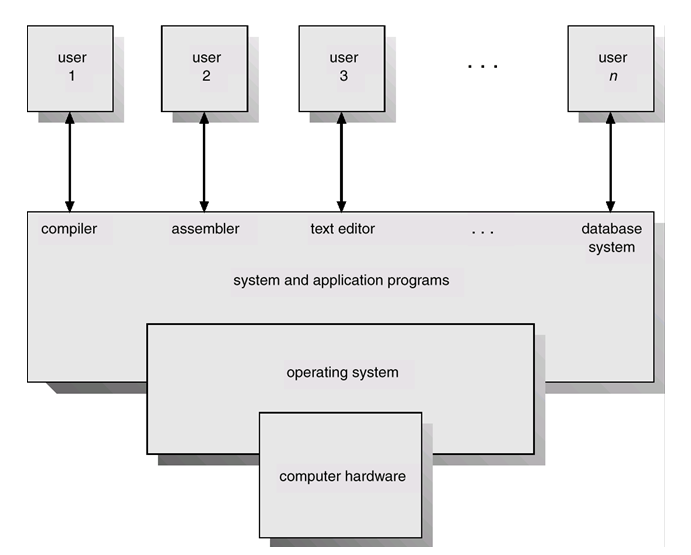 user
1
user
2
user
3
. . .
user
n
compiler
assembler
text editor
. . .
database
system
system and application programs
operating system
computer hardware